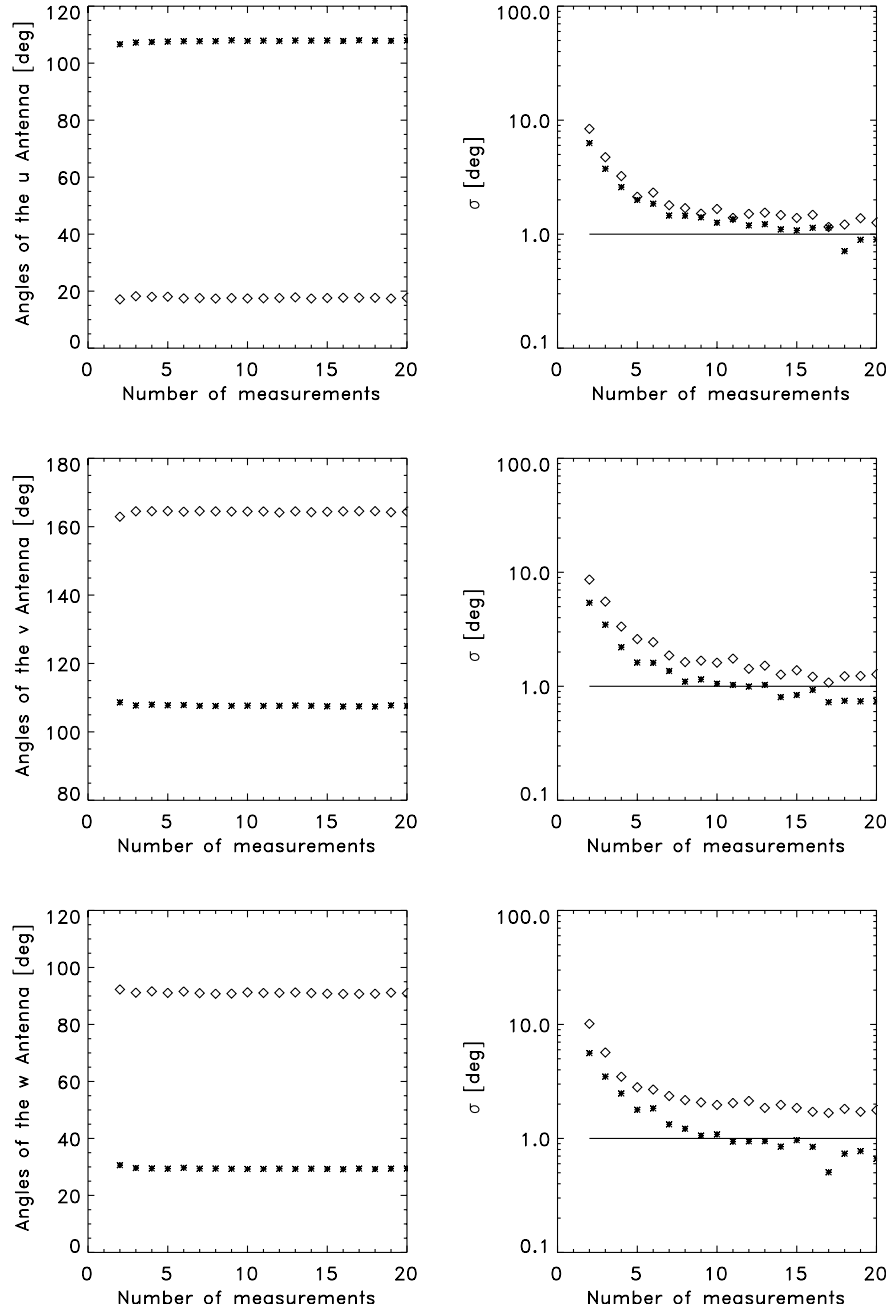 120
100
80
60
40
20
0
Angles of the u Antenna [deg]
0 5 10 15 20
Number of measurements
100.0
10.0
1.0
0.1
σ [deg]
0 5 10 15 20
Number of measurements
180
160
140
120
100
80
Angles of the v Antenna [deg]
0 5 10 15 20
Number of measurements
100.0
10.0
1.0
0.1
σ [deg]
0 5 10 15 20
Number of measurements
120
100
80
60
40
20
0
Angles of the w Antenna [deg]
0 5 10 15 20
Number of measurements
100.0
10.0
1.0
0.1
σ [deg]
0 5 10 15 20
Number of measurements